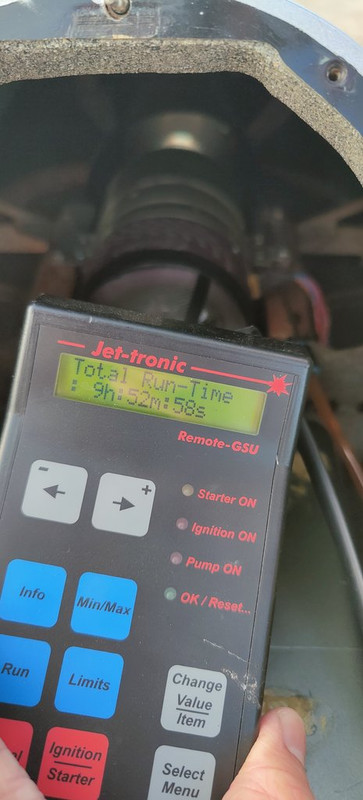 Jet-tronic
Total Run-Time
: 9h:52m:58s
Remote-GSU
- +
Starter ON
Ignition ON
Pump ON
OK / Reset...
Info
Min/Max
Run
Limits
Change
Value
Item
Ignition
Starter
Select
Menu